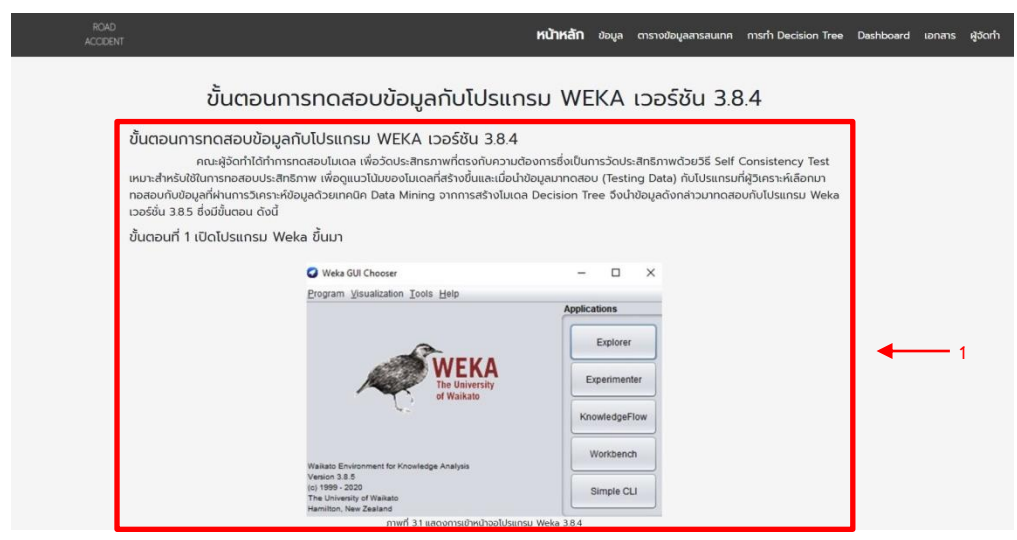 ROAD
ACCIDENT
หน้าหลัก ข้อมูล ตารางข้อมูลสารสนเทศ การทำ Decision Tree Dashboard เอกสาร ผู้จัดทำ
ขั้นตอนการทดสอบข้อมูลกับโปรแกรม WEKA เวอร์ชัน 3.8.4
ขั้นตอนการทดสอบข้อมูลกับโปรแกรม WEKA เวอร์ชัน 3.8.4
คณะผู้จัดทำได้ทำการทดสอบโมเดล เพื่อวัดประสิทธภาพที่ตรงกับความต้องการซึ่งเป็นการวัดประสิทธิภาพด้วยวิธี Self Consistency Test
เหมาะสำหรับใช้ในการทดสอบประสิทธิภาพ เพื่อดูแนวโน้มของโมเดลที่สร้างขึ้นและเมื่อนำข้อมูลมาทดสอบ (Testing Data) กับโปรแกรมที่ผู้วิเคราะห์เลือกมา
ทดสอบกับข้อมูลที่ผ่านการวิเคราะห์ข้อมูลด้วยเทคนิค Data Mining จากการสร้างโมเดล Decision Tree จึงนำข้อมูลดังกล่าวมาทดสอบกับโปรแกรม Weka
เวอร์ชั่น 3.8.5 ซึ่งมีขั้นตอน ดังนี้
ขั้นตอนที่ 1 เปิดโปรแกรม Weka ขึ้นมา
Weka GUI Chooser
Program Visualization Tools Help
Applications
Explorer
WEKA
The University
of Waikato
Experimenter
KnowledgeFlow
Workbench
Simple CLI
Waikato Environment for Knowledge Analysis
Version 3.8.5
(c) 1999 - 2020
The University of Waikato
Hamilton, New Zealand
ภาพที่ 3.1 แสดงการเข้าหน้าจอโปรแกรม Weka 3.8.4
1